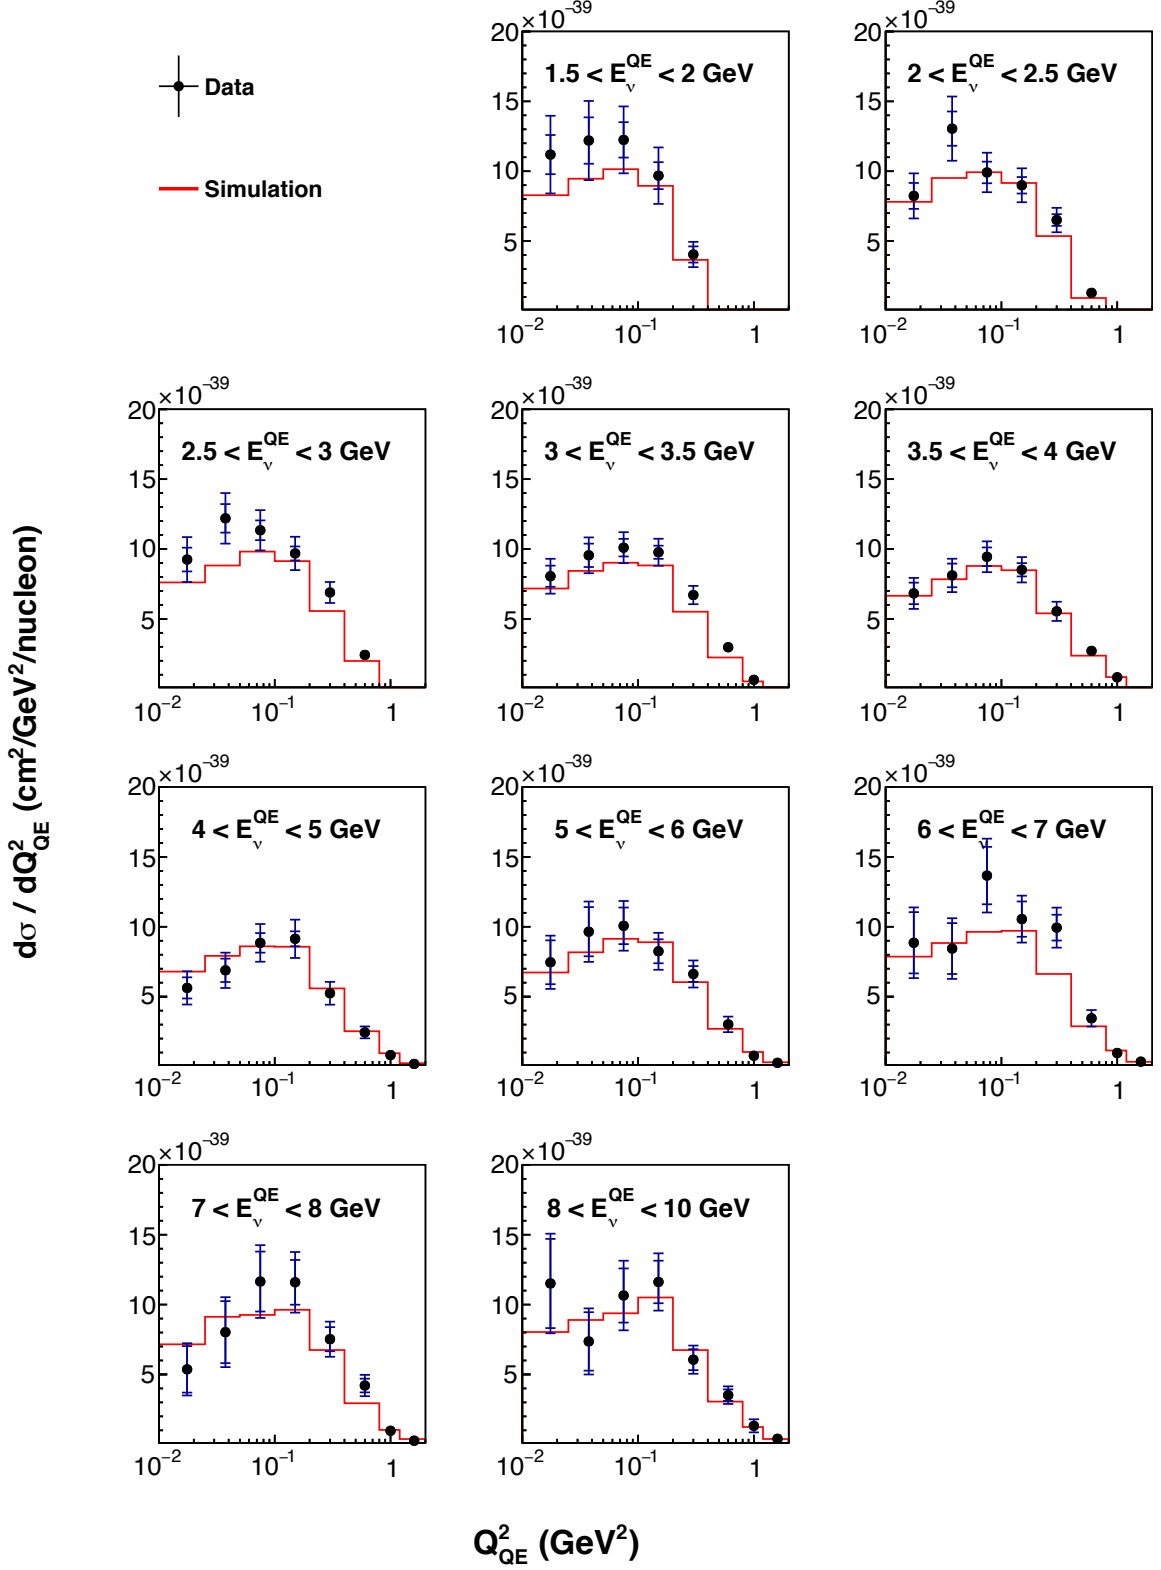 Data
Simulation
dσ / dQ²_QE (cm²/GeV²/nucleon)
20 ×10⁻³⁹
1.5 < E_ν^QE < 2 GeV
15
10
5
10⁻² 10⁻¹ 1
20 ×10⁻³⁹
2 < E_ν^QE < 2.5 GeV
15
10
5
10⁻² 10⁻¹ 1
20 ×10⁻³⁹
2.5 < E_ν^QE < 3 GeV
15
10
5
10⁻² 10⁻¹ 1
20 ×10⁻³⁹
3 < E_ν^QE < 3.5 GeV
15
10
5
10⁻² 10⁻¹ 1
20 ×10⁻³⁹
3.5 < E_ν^QE < 4 GeV
15
10
5
10⁻² 10⁻¹ 1
20 ×10⁻³⁹
4 < E_ν^QE < 5 GeV
15
10
5
10⁻² 10⁻¹ 1
20 ×10⁻³⁹
5 < E_ν^QE < 6 GeV
15
10
5
10⁻² 10⁻¹ 1
20 ×10⁻³⁹
6 < E_ν^QE < 7 GeV
15
10
5
10⁻² 10⁻¹ 1
20 ×10⁻³⁹
7 < E_ν^QE < 8 GeV
15
10
5
10⁻² 10⁻¹ 1
20 ×10⁻³⁹
8 < E_ν^QE < 10 GeV
15
10
5
10⁻² 10⁻¹ 1
Q²_QE (GeV²)